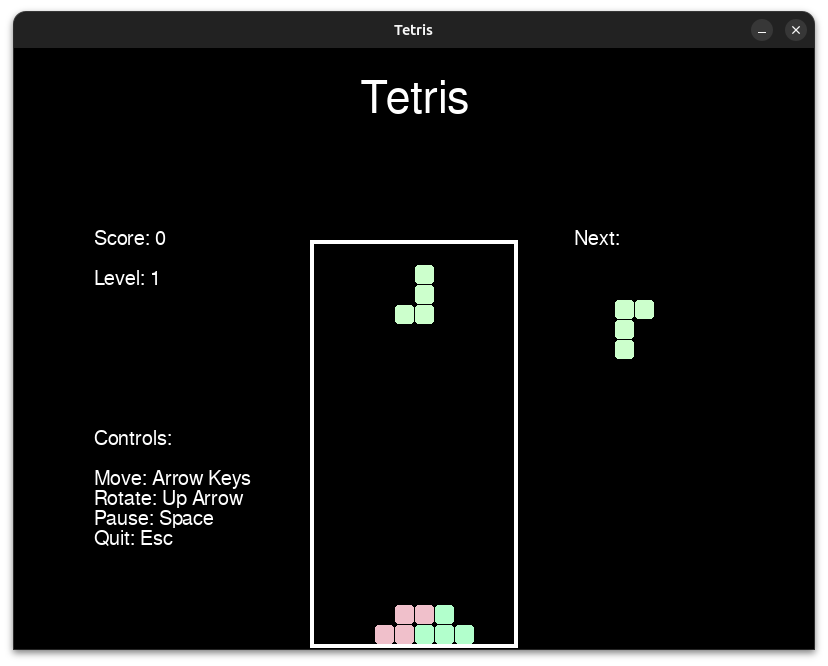 Tetris
Tetris
Score: 0
Next:
Level: 1
Controls:
Move: Arrow Keys
Rotate: Up Arrow
Pause: Space
Quit: Esc